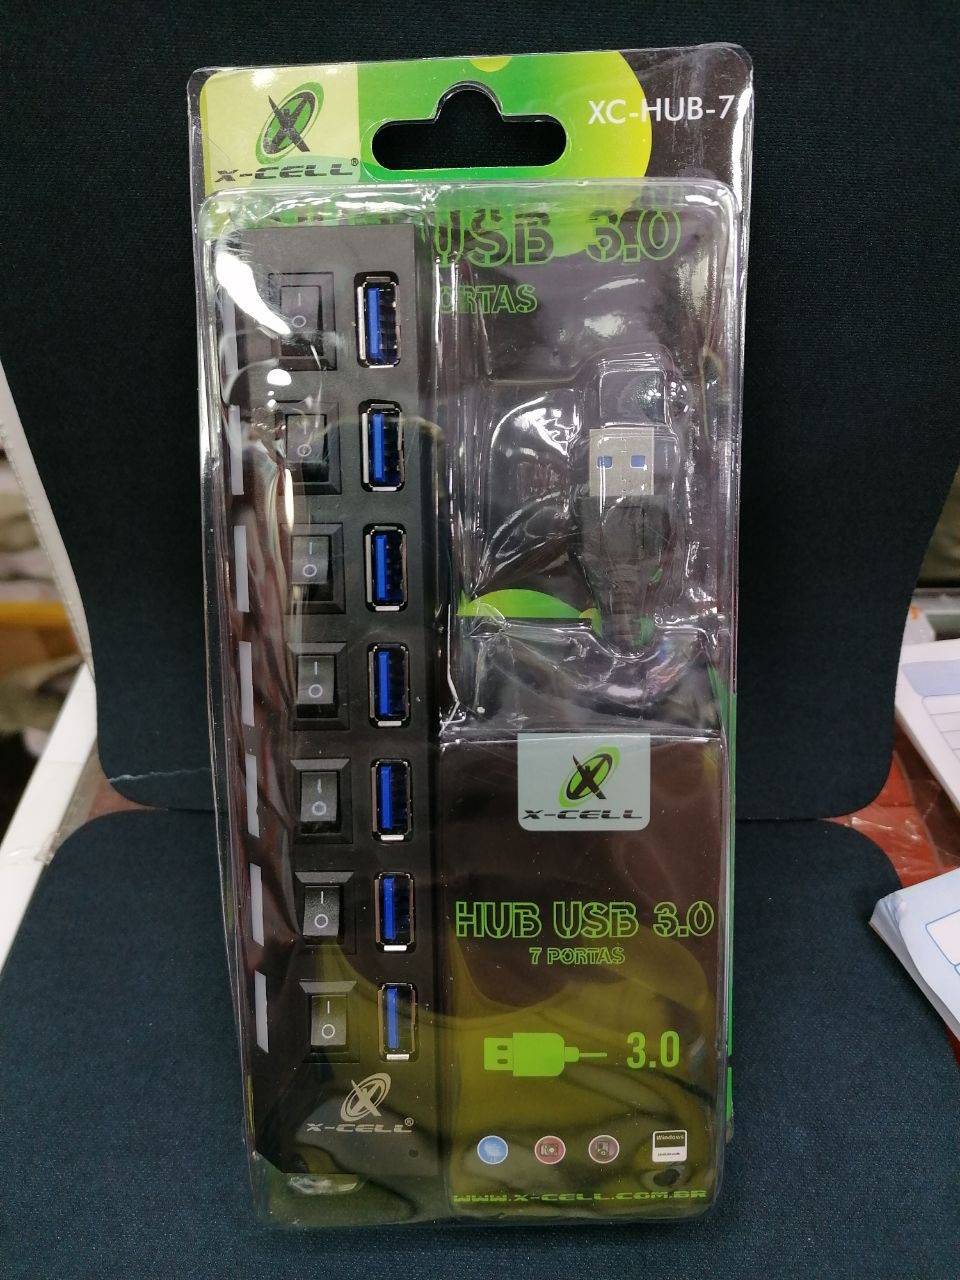 XC-HUB-7
X-CELL®
USB 3.0
X-CELL
HUB USB 3.0
7 PORTAS
3.0
X-CELL®
Windows
WWW.X-CELL.COM.BR